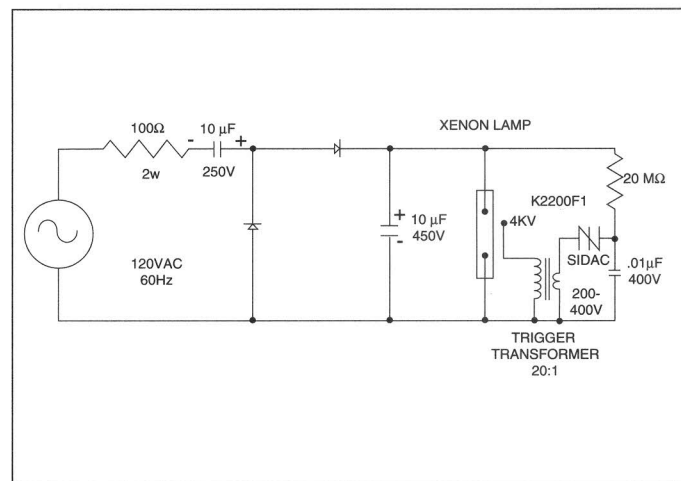 100Ω
10 µF
- +
2w
250V
XENON LAMP
20 MΩ
K2200F1
4KV
+
10 µF
450V
-
SIDAC
120VAC
60Hz
.01µF
400V
200-
400V
TRIGGER
TRANSFORMER
20:1